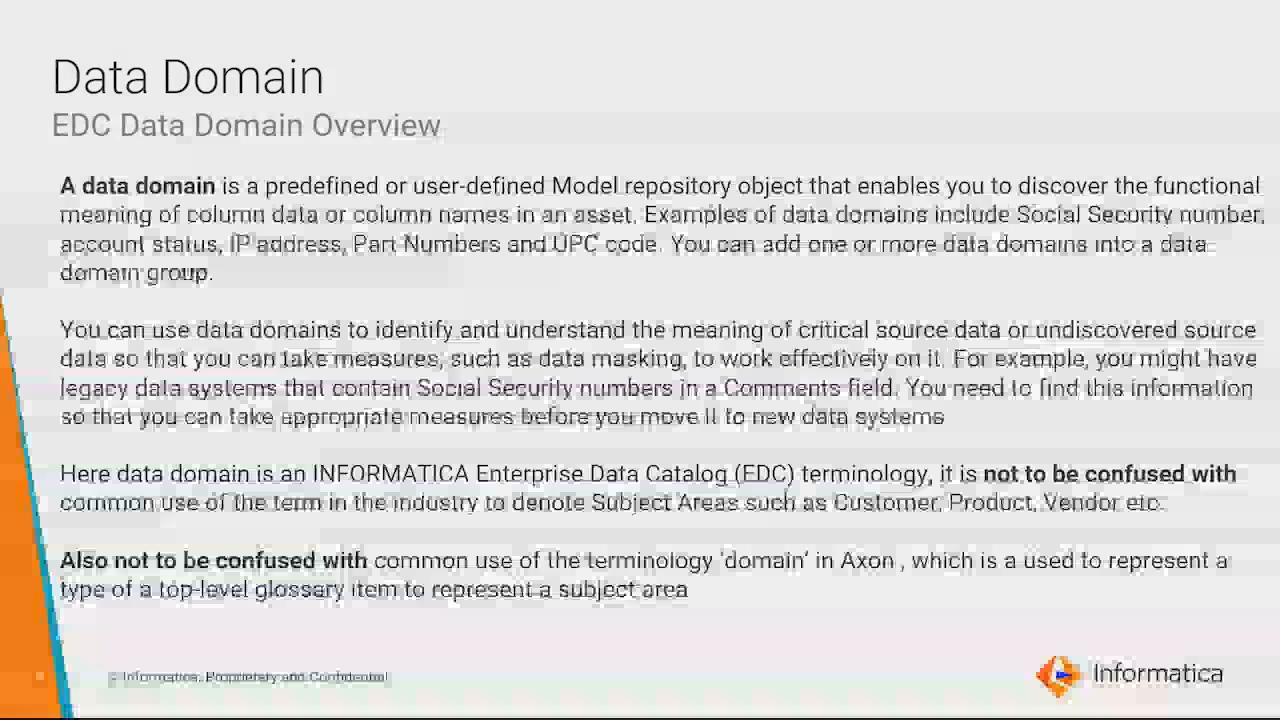 Data Domain
EDC Data Domain Overview
A data domain is a predefined or user-defined Model repository object that enables you to discover the functional
meaning of column data or column names in an asset. Examples of data domains include Social Security number,
account status, IP address, Part Numbers and UPC code. You can add one or more data domains into a data
domain group.
You can use data domains to identify and understand the meaning of critical source data or undiscovered source
data so that you can take measures, such as data masking, to work effectively on it. For example, you might have
legacy data systems that contain Social Security numbers in a Comments field. You need to find this information
so that you can take appropriate measures before you move it to new data systems
Here data domain is an INFORMATICA Enterprise Data Catalog (EDC) terminology, it is not to be confused with
common use of the term in the industry to denote Subject Areas such as Customer, Product, Vendor etc.
Also not to be confused with common use of the terminology 'domain' in Axon , which is a used to represent a
type of a top-level glossary item to represent a subject area
© Informatica. Proprietary and Confidential.
Informatica